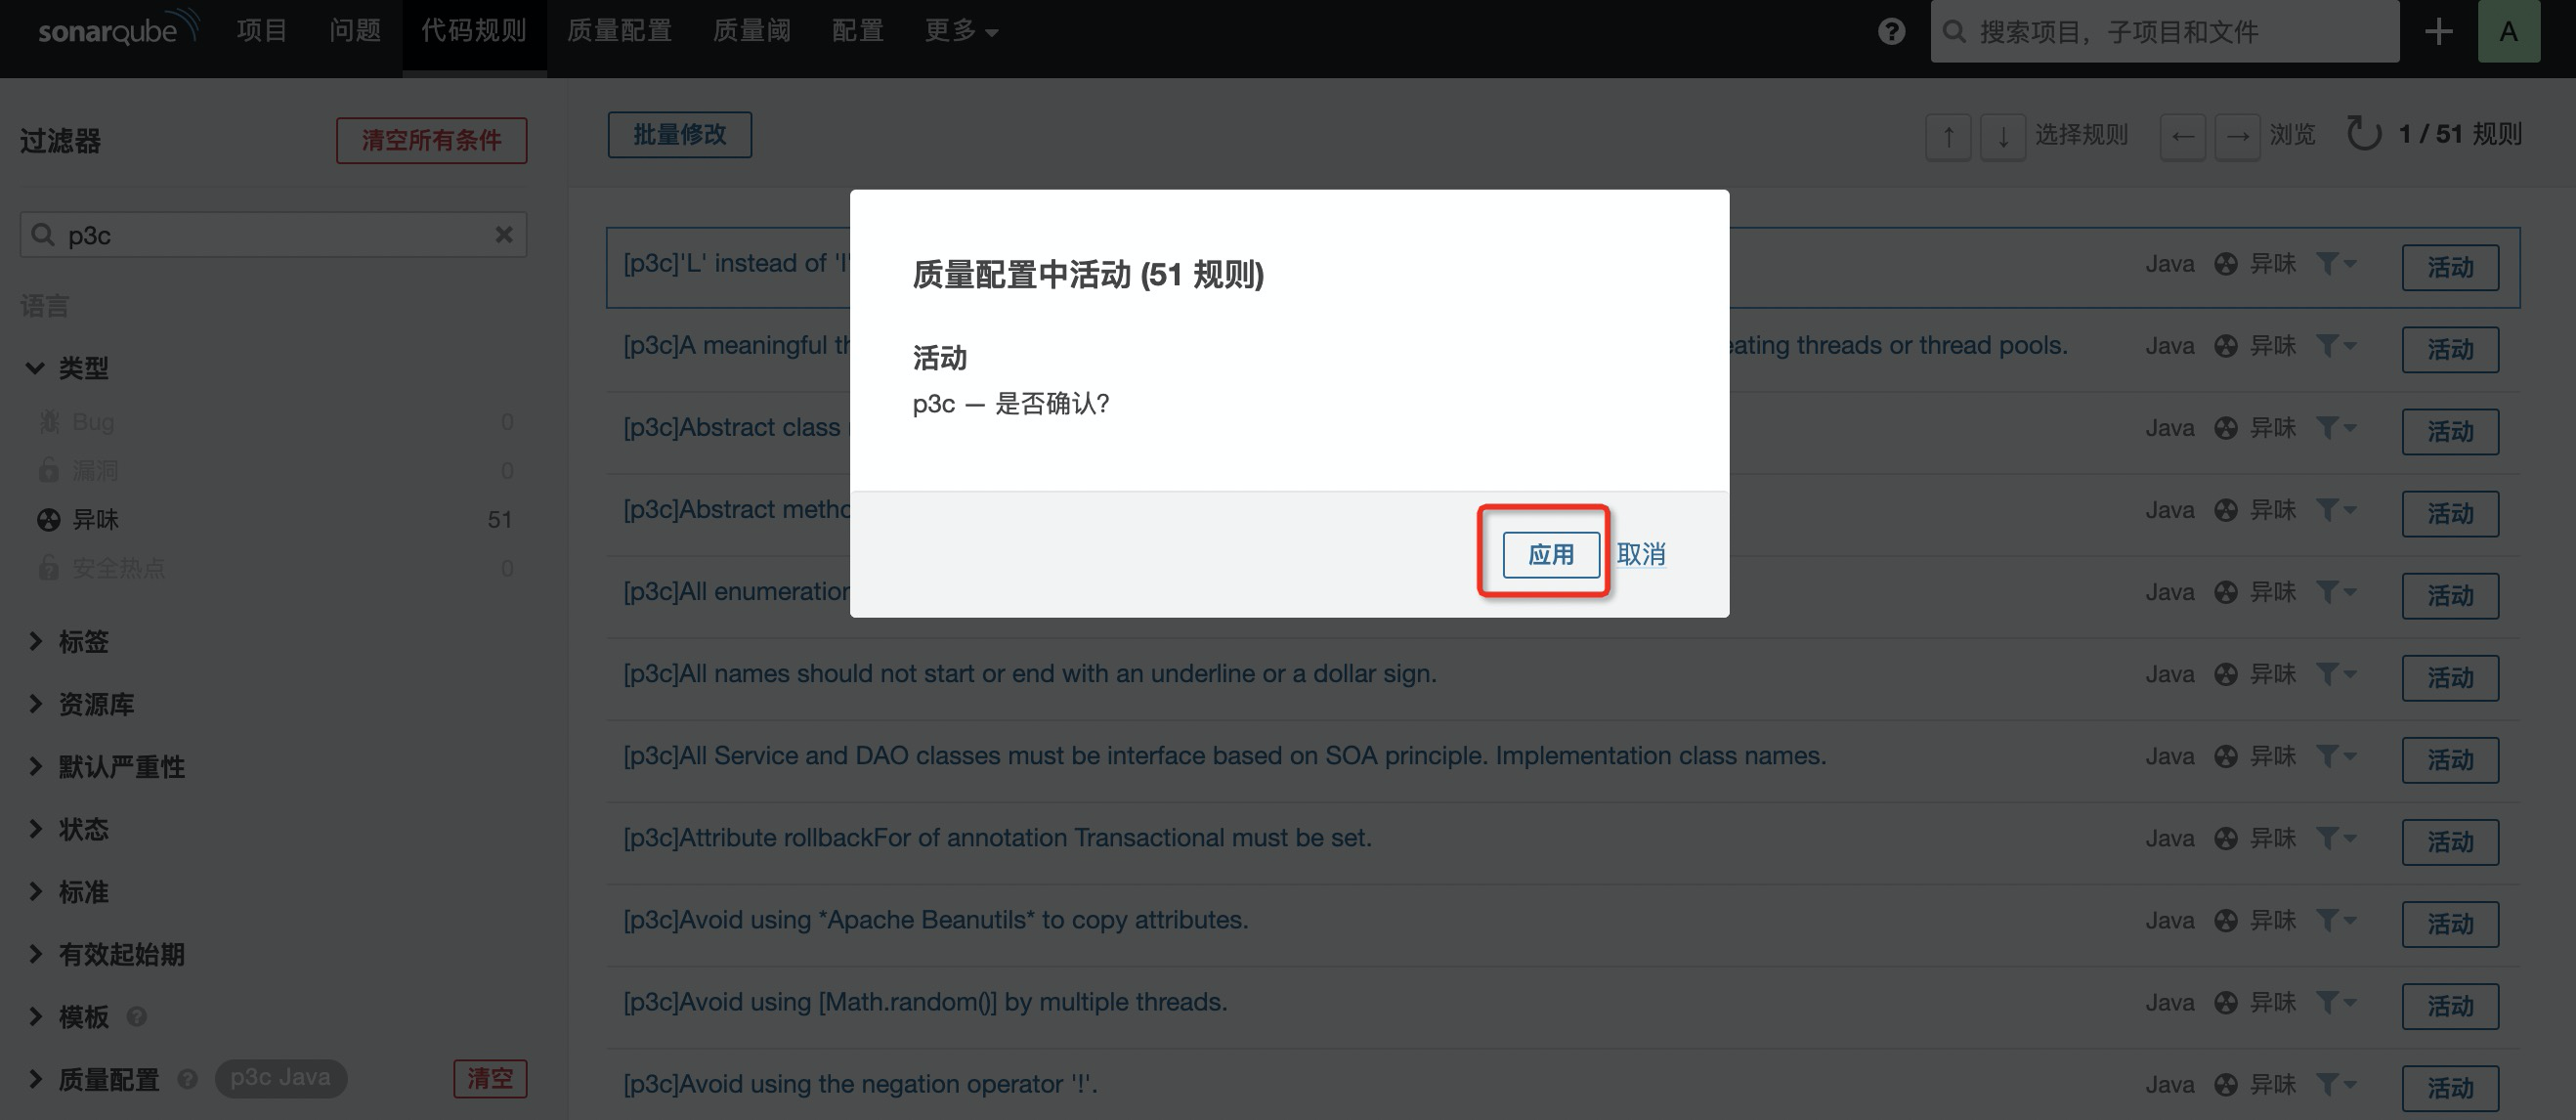 sonarqube 项目 问题 代码规则 质量配置 质量阈 配置 更多 搜索项目，子项目和文件 A
过滤器 清空所有条件
p3c
语言
类型
Bug 0
漏洞 0
异味 51
安全热点 0
标签
资源库
默认严重性
状态
标准
有效起始期
模板
质量配置 p3c Java 清空
批量修改 选择规则 浏览 1 / 51 规则
[p3c]'L' instead of 'l' Java 异味 活动
[p3c]A meaningful th eating threads or thread pools. Java 异味 活动
[p3c]Abstract class Java 异味 活动
[p3c]Abstract metho Java 异味 活动
[p3c]All enumeration Java 异味 活动
[p3c]All names should not start or end with an underline or a dollar sign. Java 异味 活动
[p3c]All Service and DAO classes must be interface based on SOA principle. Implementation class names. Java 异味 活动
[p3c]Attribute rollbackFor of annotation Transactional must be set. Java 异味 活动
[p3c]Avoid using *Apache Beanutils* to copy attributes. Java 异味 活动
[p3c]Avoid using [Math.random()] by multiple threads. Java 异味 活动
[p3c]Avoid using the negation operator '!'. Java 异味 活动
质量配置中活动 (51 规则)
活动
p3c — 是否确认?
应用 取消